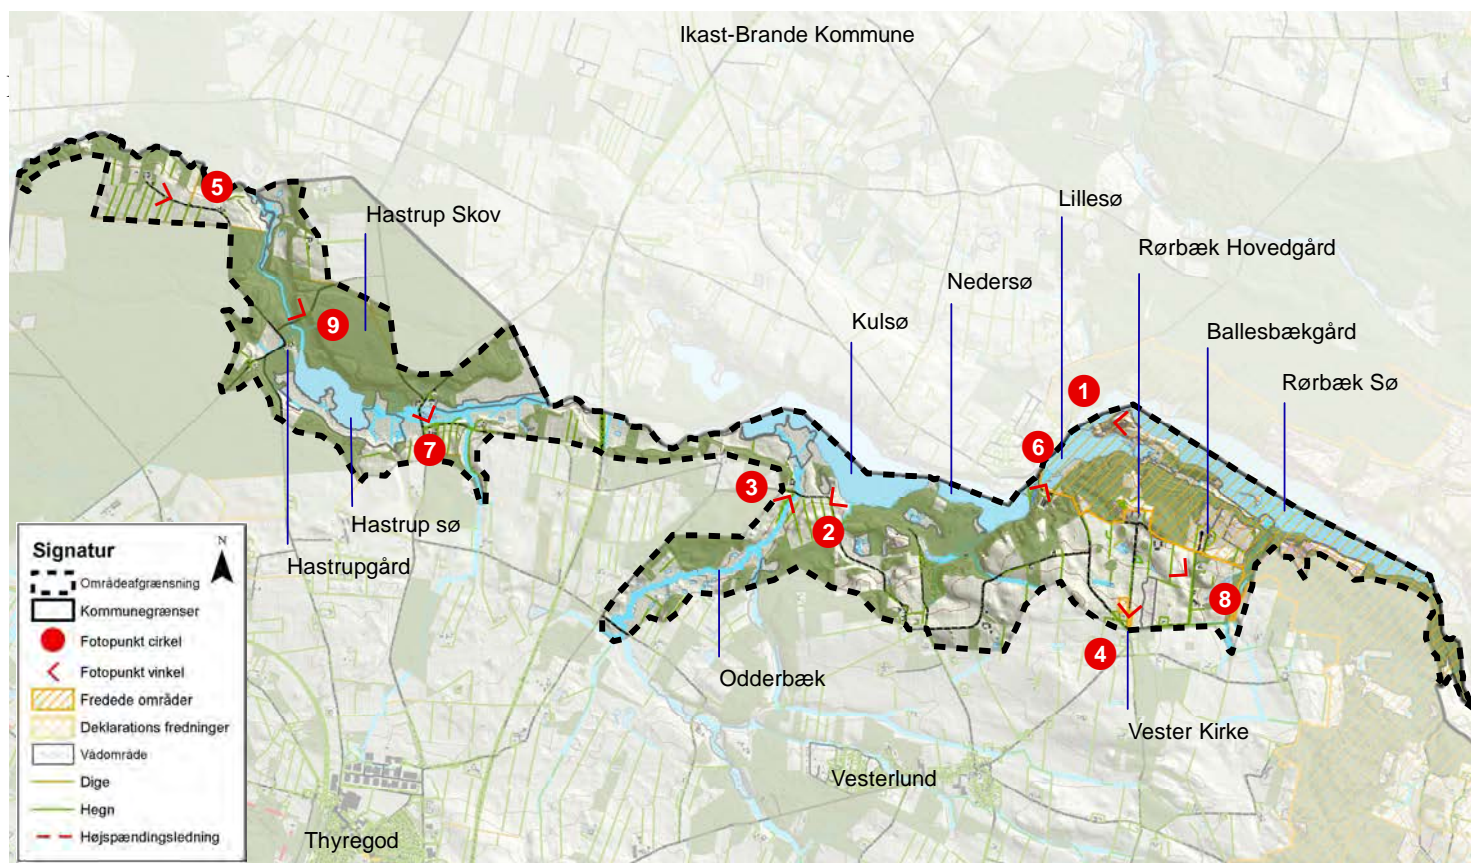 Ikast-Brande Kommune
5
Hastrup Skov
Lillesø
Rørbæk Hovedgård
Nedersø
Kulsø
9
Ballesbækgård
Rørbæk Sø
1
6
7
3
2
Hastrup sø
Hastrupgård
8
4
Odderbæk
Vester Kirke
Vesterlund
Thyregod
Signatur
N
Områdeafgrænsning
Kommunegrænser
Fotopunkt cirkel
Fotopunkt vinkel
Fredede områder
Deklarations fredninger
Vådområde
Dige
Hegn
Højspændingsledning